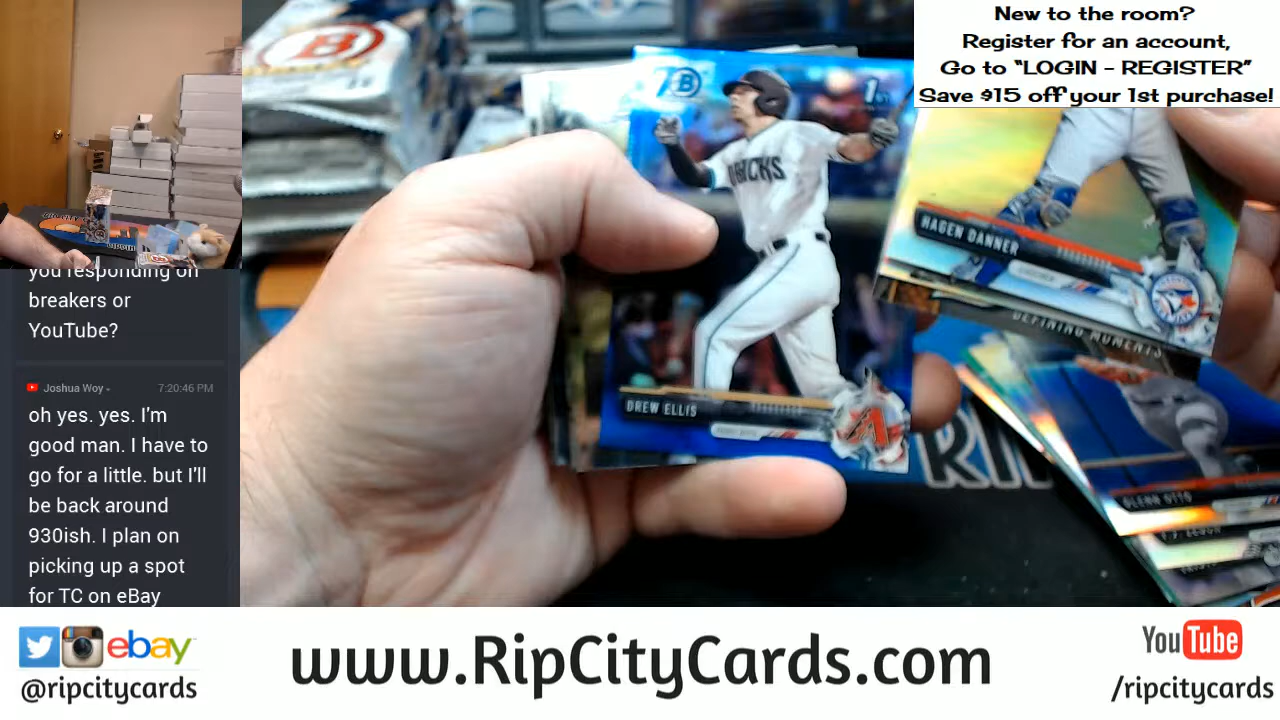 New to the room?
Register for an account,
Go to "LOGIN - REGISTER"
Save $15 off your 1st purchase!
you responding on
breakers or
YouTube?
Joshua Woy
7:20:46 PM
oh yes. yes. I'm
good man. I have to
go for a little. but I'll
be back around
930ish. I plan on
picking up a spot
for TC on eBay
B
1st
DREW ELLIS
HAGEN DANNER
DEFINING MOMENTS
GLENN OTTO
ebay
@ripcitycards
www.RipCityCards.com
YouTube
/ripcitycards